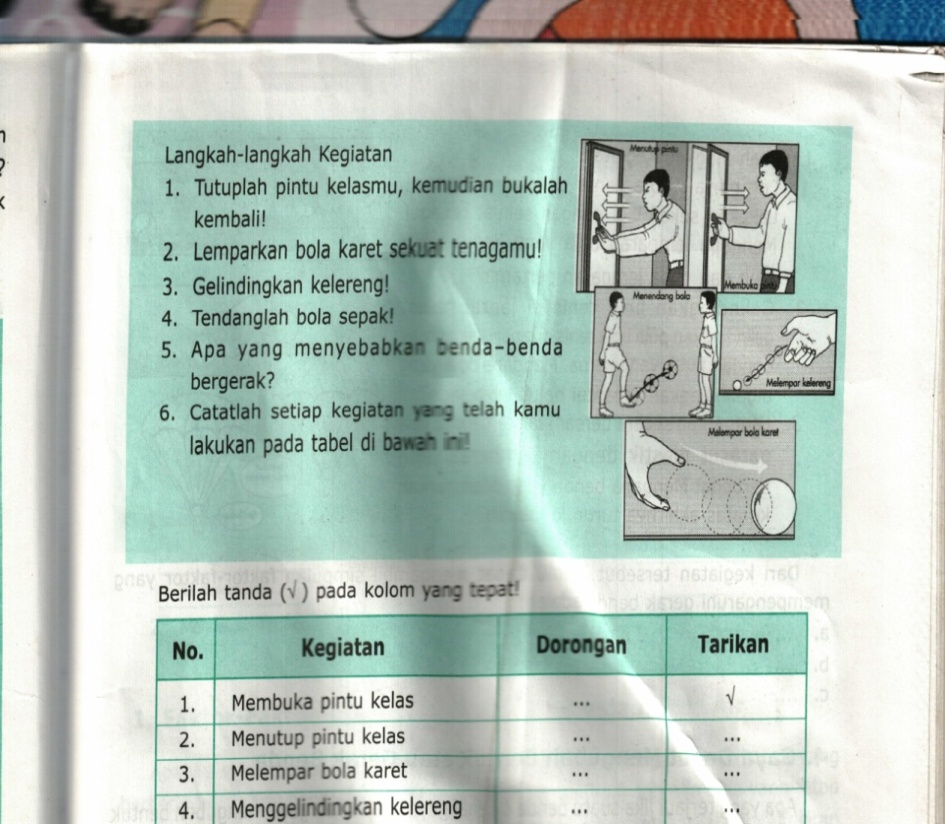 Langkah-langkah Kegiatan
1. Tutuplah pintu kelasmu, kemudian bukalah
kembali!
2. Lemparkan bola karet sekuat tenagamu!
3. Gelindingkan kelereng!
4. Tendanglah bola sepak!
5. Apa yang menyebabkan benda-benda
bergerak?
6. Catatlah setiap kegiatan yang telah kamu
lakukan pada tabel di bawah ini!
Menutup pintu
Membuka pintu
Menendang bola
Melempar kelereng
Melempar bola karet
Berilah tanda (√) pada kolom yang tepat!
No. Kegiatan Dorongan Tarikan
1. Membuka pintu kelas ... √
2. Menutup pintu kelas ... ...
3. Melempar bola karet ... ...
4. Menggelindingkan kelereng ... ...